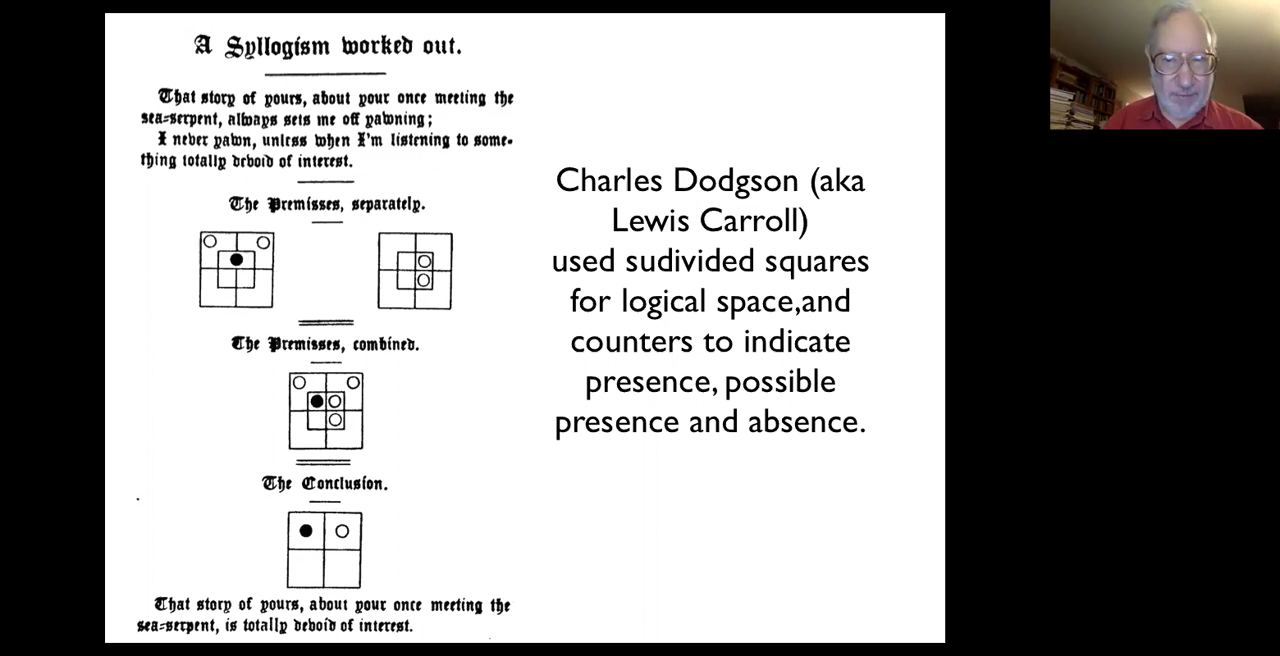 A Syllogism worked out.
That story of yours, about your once meeting the
sea-serpent, always sets me off yawning;
I never yawn, unless when I'm listening to some-
thing totally devoid of interest.
The Premisses, separately.
The Premisses, combined.
The Conclusion.
That story of yours, about your once meeting the
sea-serpent, is totally devoid of interest.
Charles Dodgson (aka
Lewis Carroll)
used sudivided squares
for logical space,and
counters to indicate
presence, possible
presence and absence.